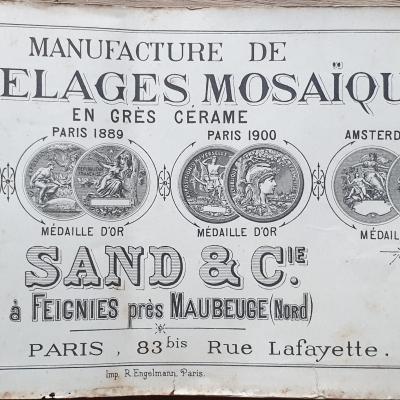 MANUFACTURE DE
ELAGES MOSAÏQU
EN GRÈS CÉRAME
PARIS 1889 PARIS 1900 AMSTERD
MÉDAILLE D'OR MÉDAILLE D'OR MÉDAIL
SAND & CIE
à FEIGNIES près MAUBEUGE (Nord)
PARIS, 83bis Rue Lafayette.
Imp. R. Engelmann, Paris.